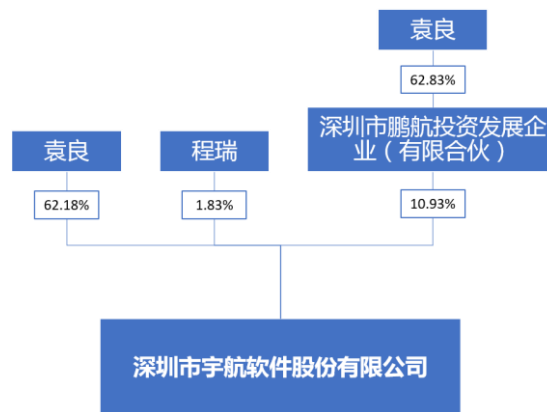 袁良
62.83%
深圳市鹏航投资发展企
业（有限合伙）
袁良
程瑞
62.18%
1.83%
10.93%
深圳市宇航软件股份有限公司